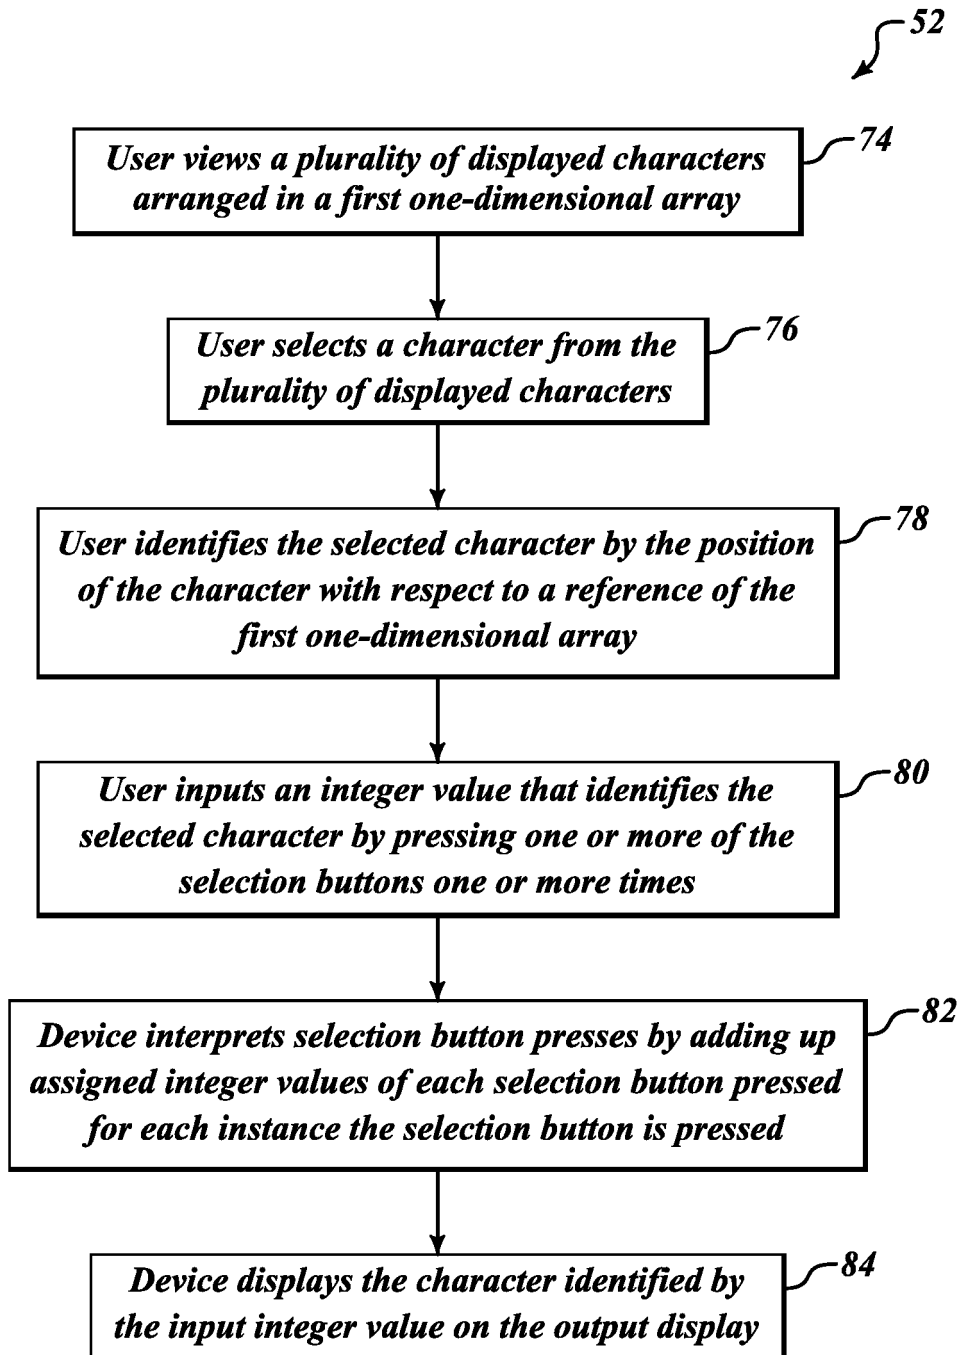 52
74
User views a plurality of displayed characters
arranged in a first one-dimensional array
76
User selects a character from the
plurality of displayed characters
78
User identifies the selected character by the position
of the character with respect to a reference of the
first one-dimensional array
80
User inputs an integer value that identifies the
selected character by pressing one or more of the
selection buttons one or more times
82
Device interprets selection button presses by adding up
assigned integer values of each selection button pressed
for each instance the selection button is pressed
84
Device displays the character identified by
the input integer value on the output display